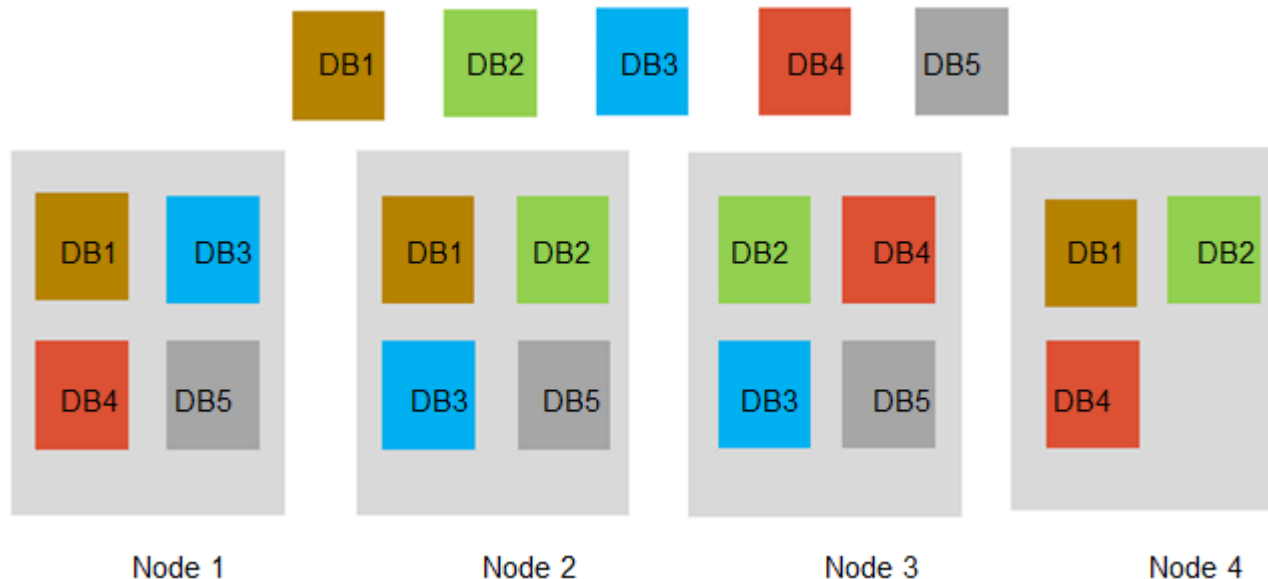 DB1 DB2 DB3 DB4 DB5
DB1 DB3 DB1 DB2 DB2 DB4 DB1 DB2
DB4 DB5 DB3 DB5 DB3 DB5 DB4
Node 1 Node 2 Node 3 Node 4